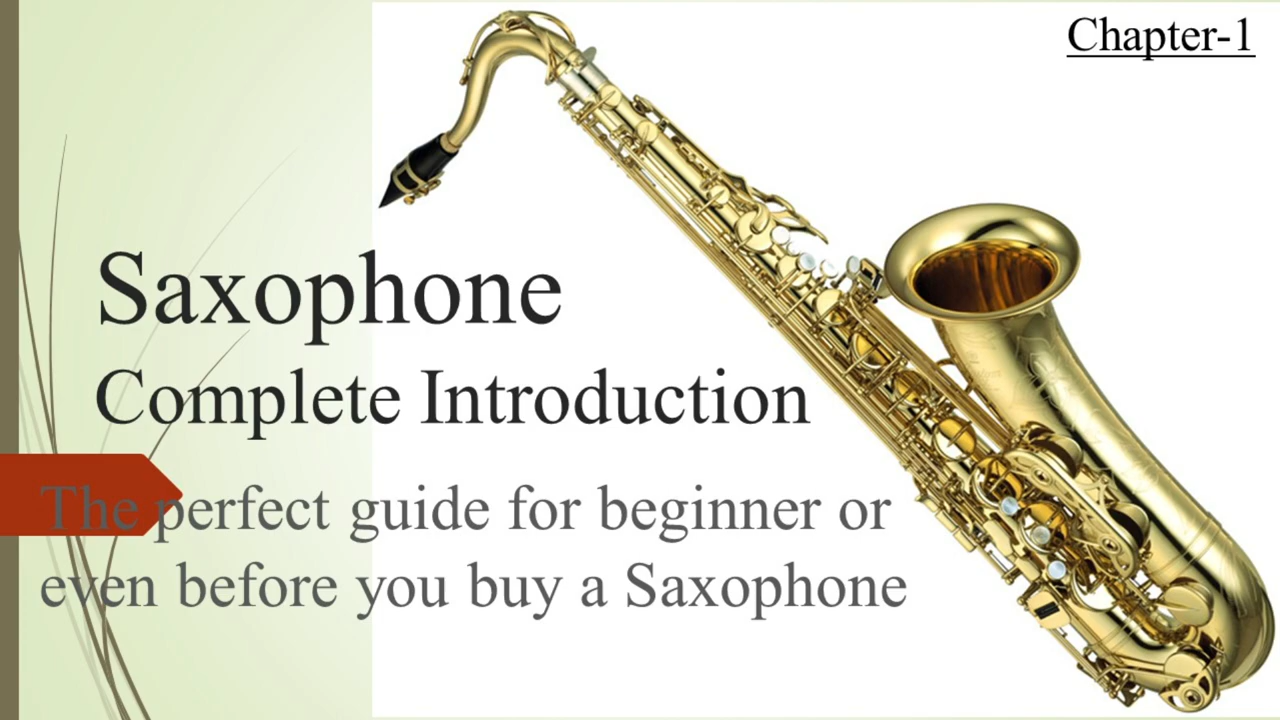 Chapter-1
Saxophone
Complete Introduction
The perfect guide for beginner or
even before you buy a Saxophone